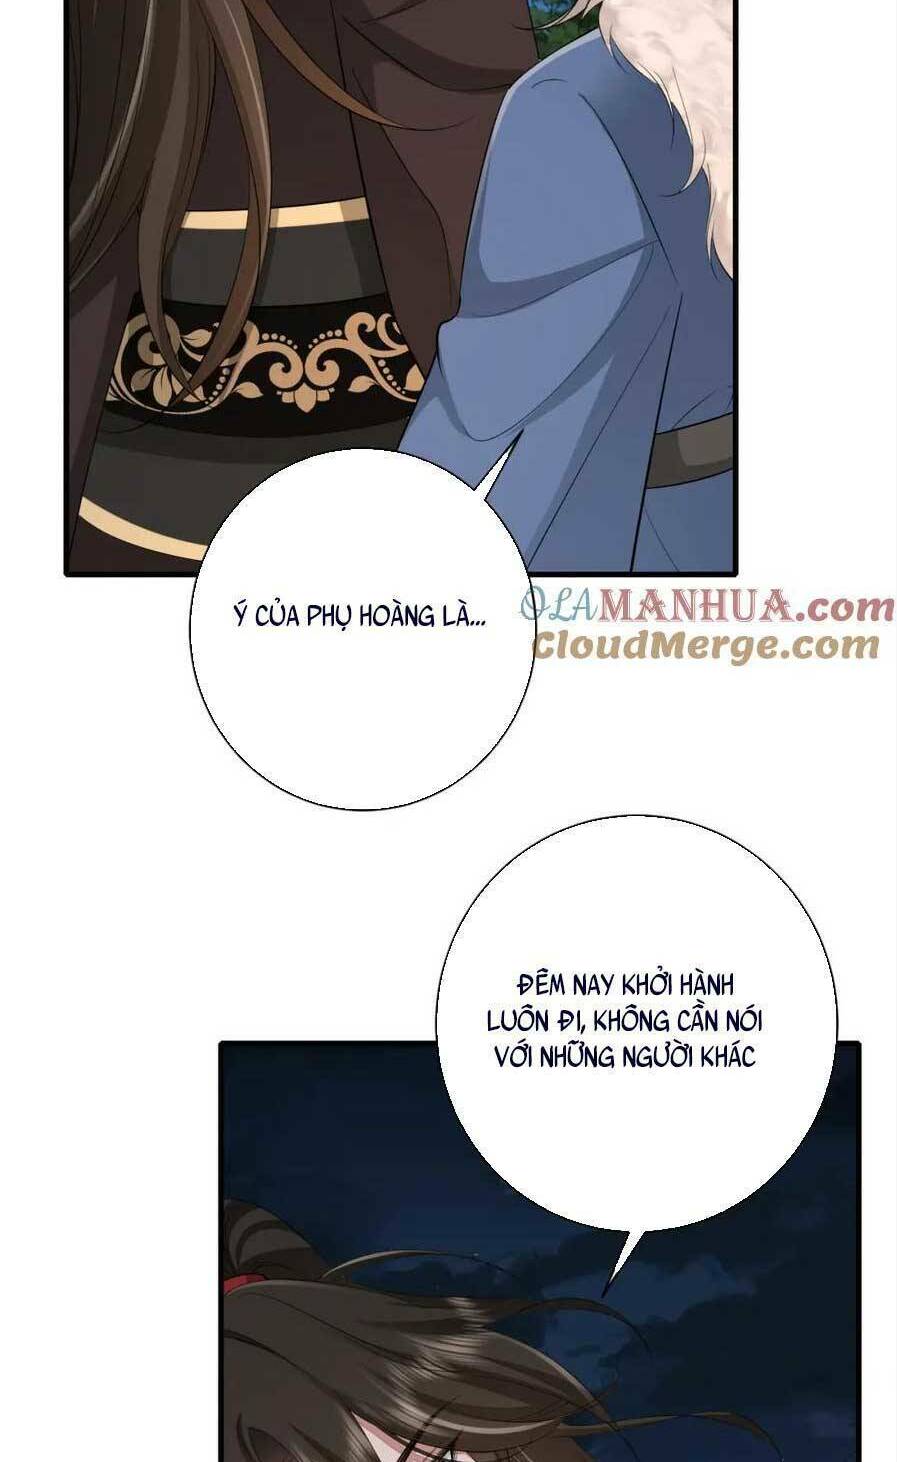 Ý CỦA PHỤ HOÀNG LÀ...
OLAMANHUA.com
CloudMerge.com
ĐÊM NAY KHỞI HÀNH
LUÔN ĐI, KHÔNG CẦN NÓI
VỚI NHỮNG NGƯỜI KHÁC